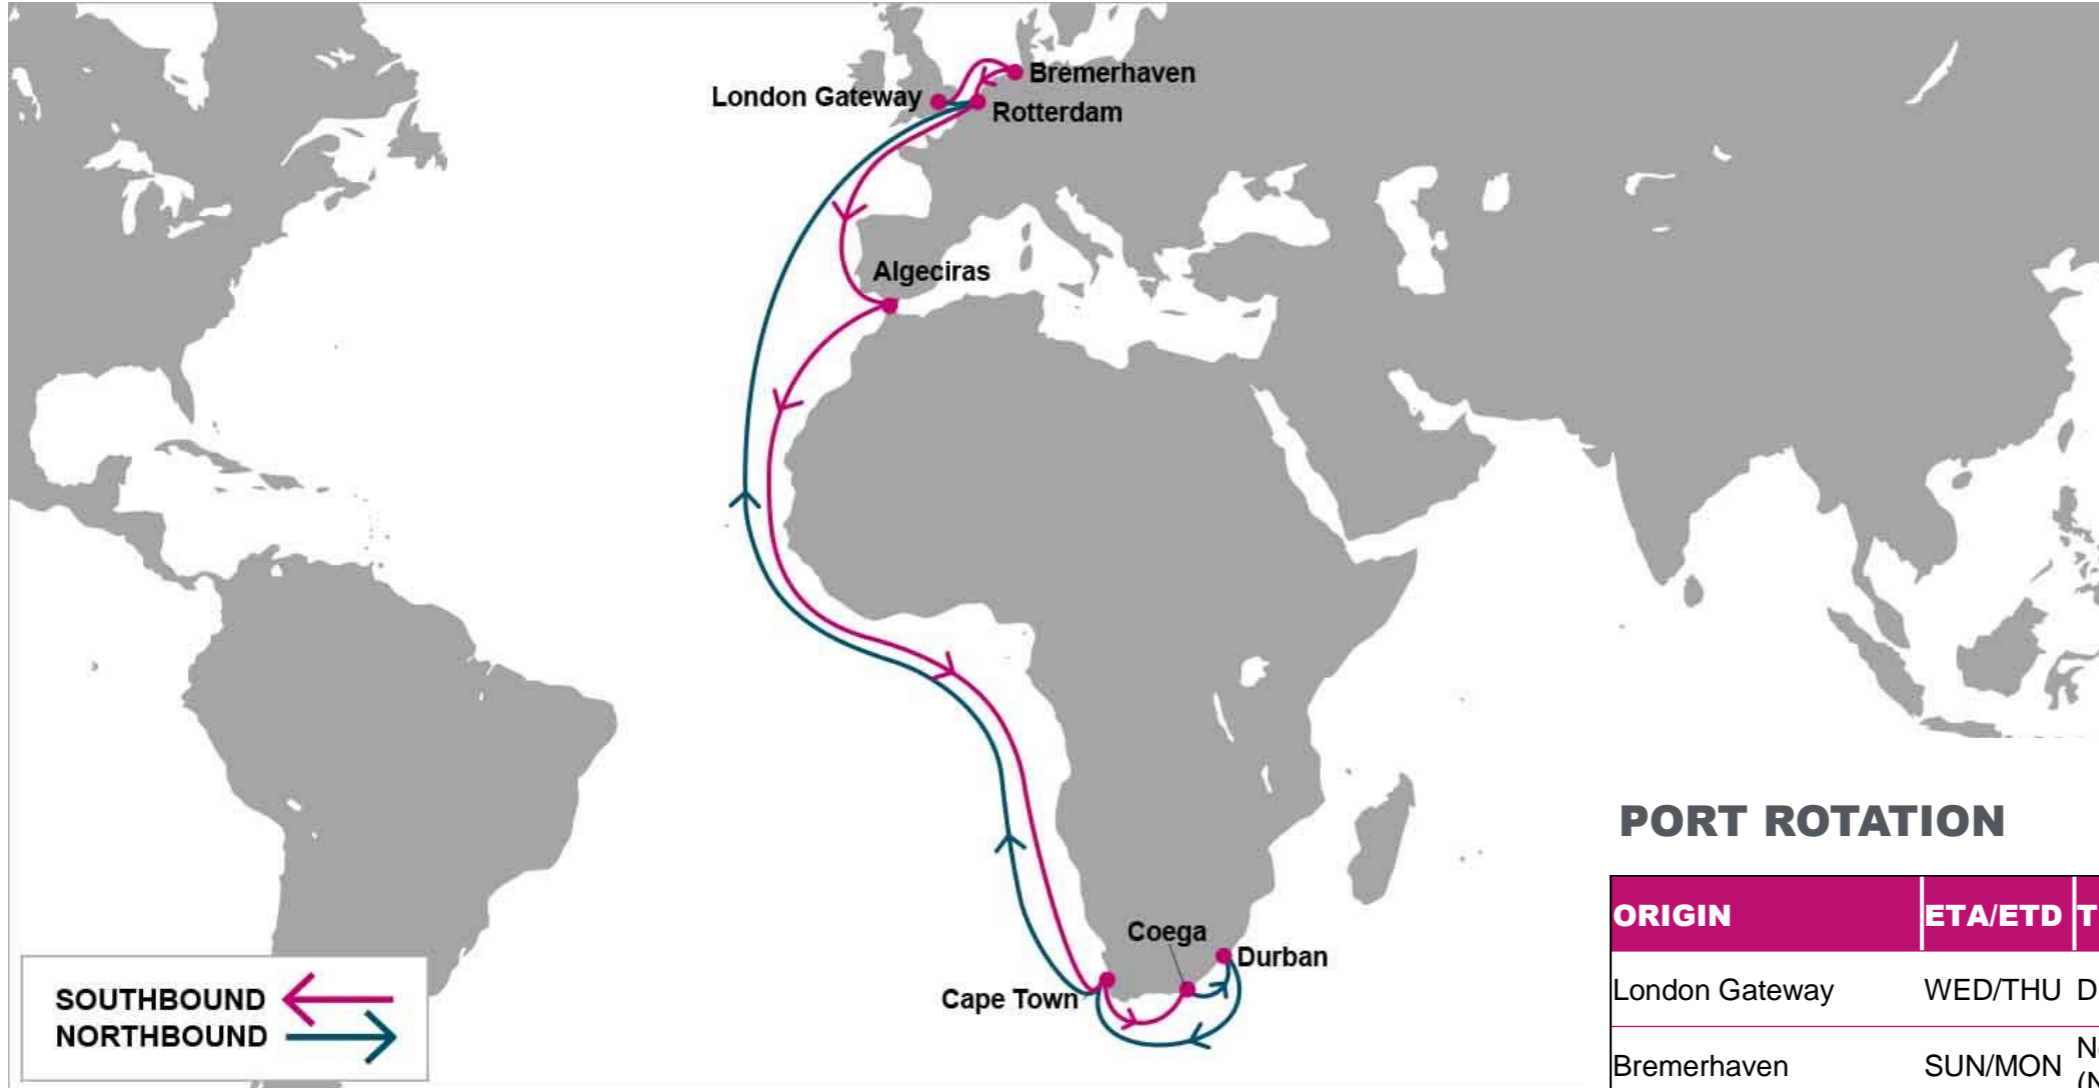 Bremerhaven
London Gateway
Rotterdam
Algeciras
Coega
Durban
Cape Town
SOUTHBOUND
NORTHBOUND
PORT ROTATION
ORIGIN ETA/ETD T
London Gateway WED/THU D
Bremerhaven SUN/MON